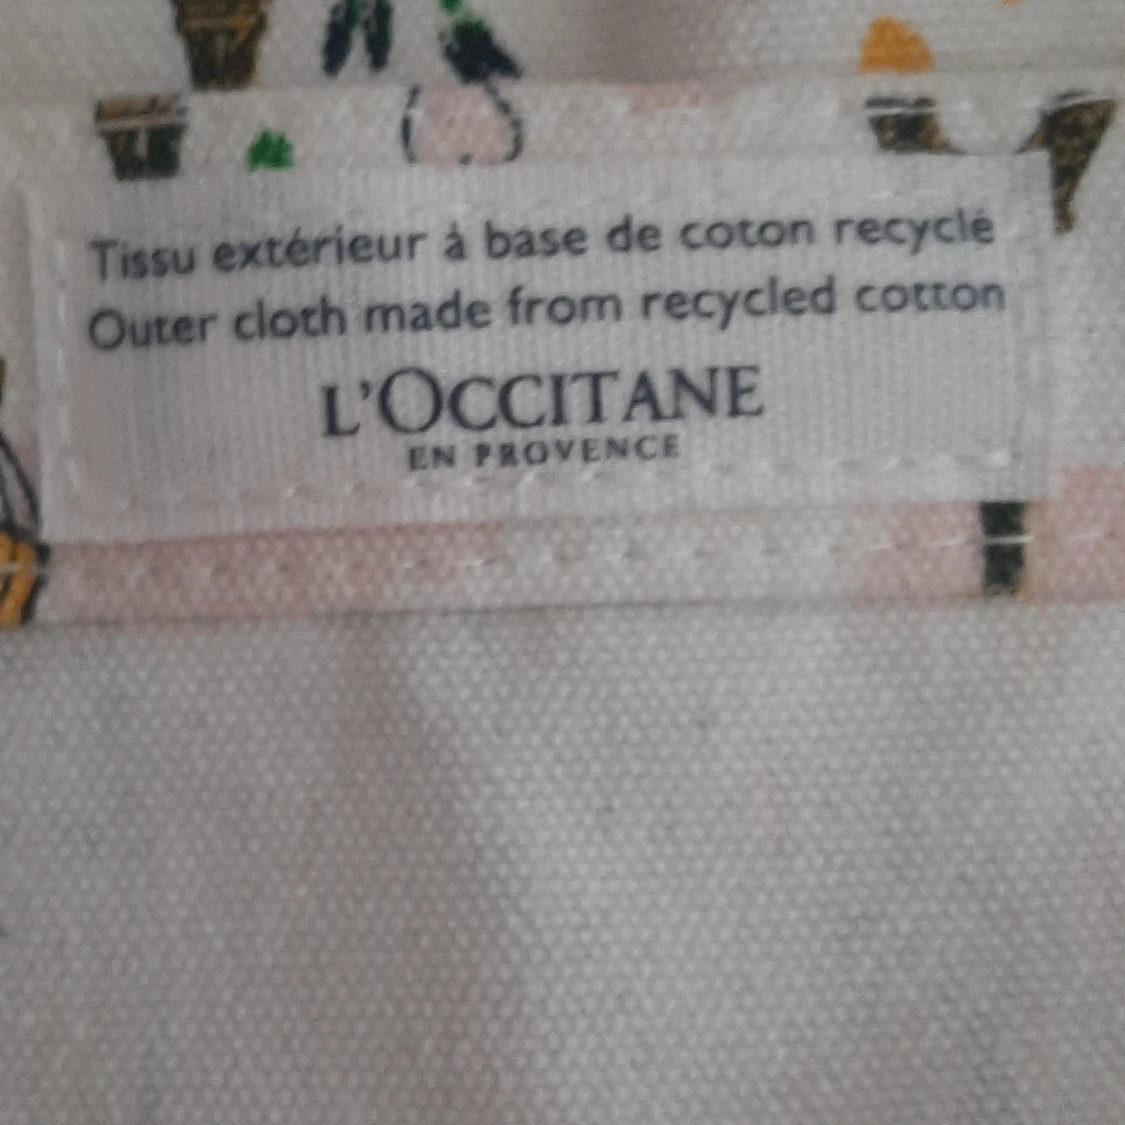 Tissu extérieur à base de coton recyclé
Outer cloth made from recycled cotton
L'OCCITANE
EN PROVENCE